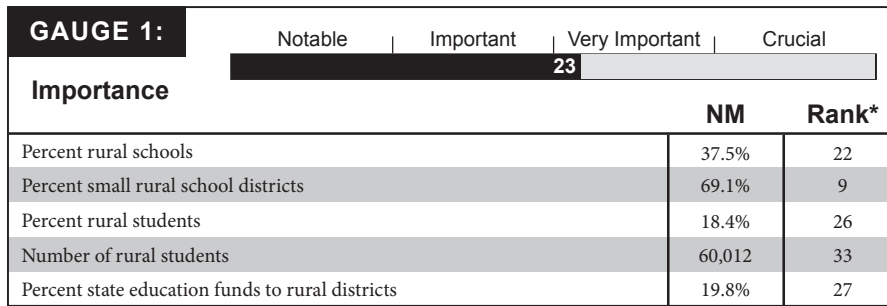 GAUGE 1:
Notable Important Very Important Crucial
23
Importance
NM Rank*
Percent rural schools 37.5% 22
Percent small rural school districts 69.1% 9
Percent rural students 18.4% 26
Number of rural students 60,012 33
Percent state education funds to rural districts 19.8% 27